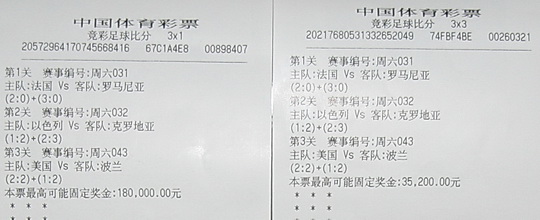 中国体育彩票
竞彩足球比分 3x1
205729641707456684​16 67C1A4E8 00898407
第1关 赛事编号:周六031
主队:法国 Vs 客队:罗马尼亚
(2:0)+(3:0)
第2关 赛事编号:周六032
主队:以色列 Vs 客队:克罗地亚
(1:2)+(2:3)
第3关 赛事编号:周六043
主队:美国 Vs 客队:波兰
(2:2)+(1:2)
本票最高可能固定奖金:180,000.00元
* * *
* * *
中国体育彩票
竞彩足球比分 3x3
202176805313326520​49 74FBF4BE 00260321
第1关 赛事编号:周六031
主队:法国 Vs 客队:罗马尼亚
(2:0)+(3:0)
第2关 赛事编号:周六032
主队:以色列 Vs 客队:克罗地亚
(1:2)+(2:3)
第3关 赛事编号:周六043
主队:美国 Vs 客队:波兰
(2:2)+(1:2)
本票最高可能固定奖金:35,200.00元
* * *
* * *